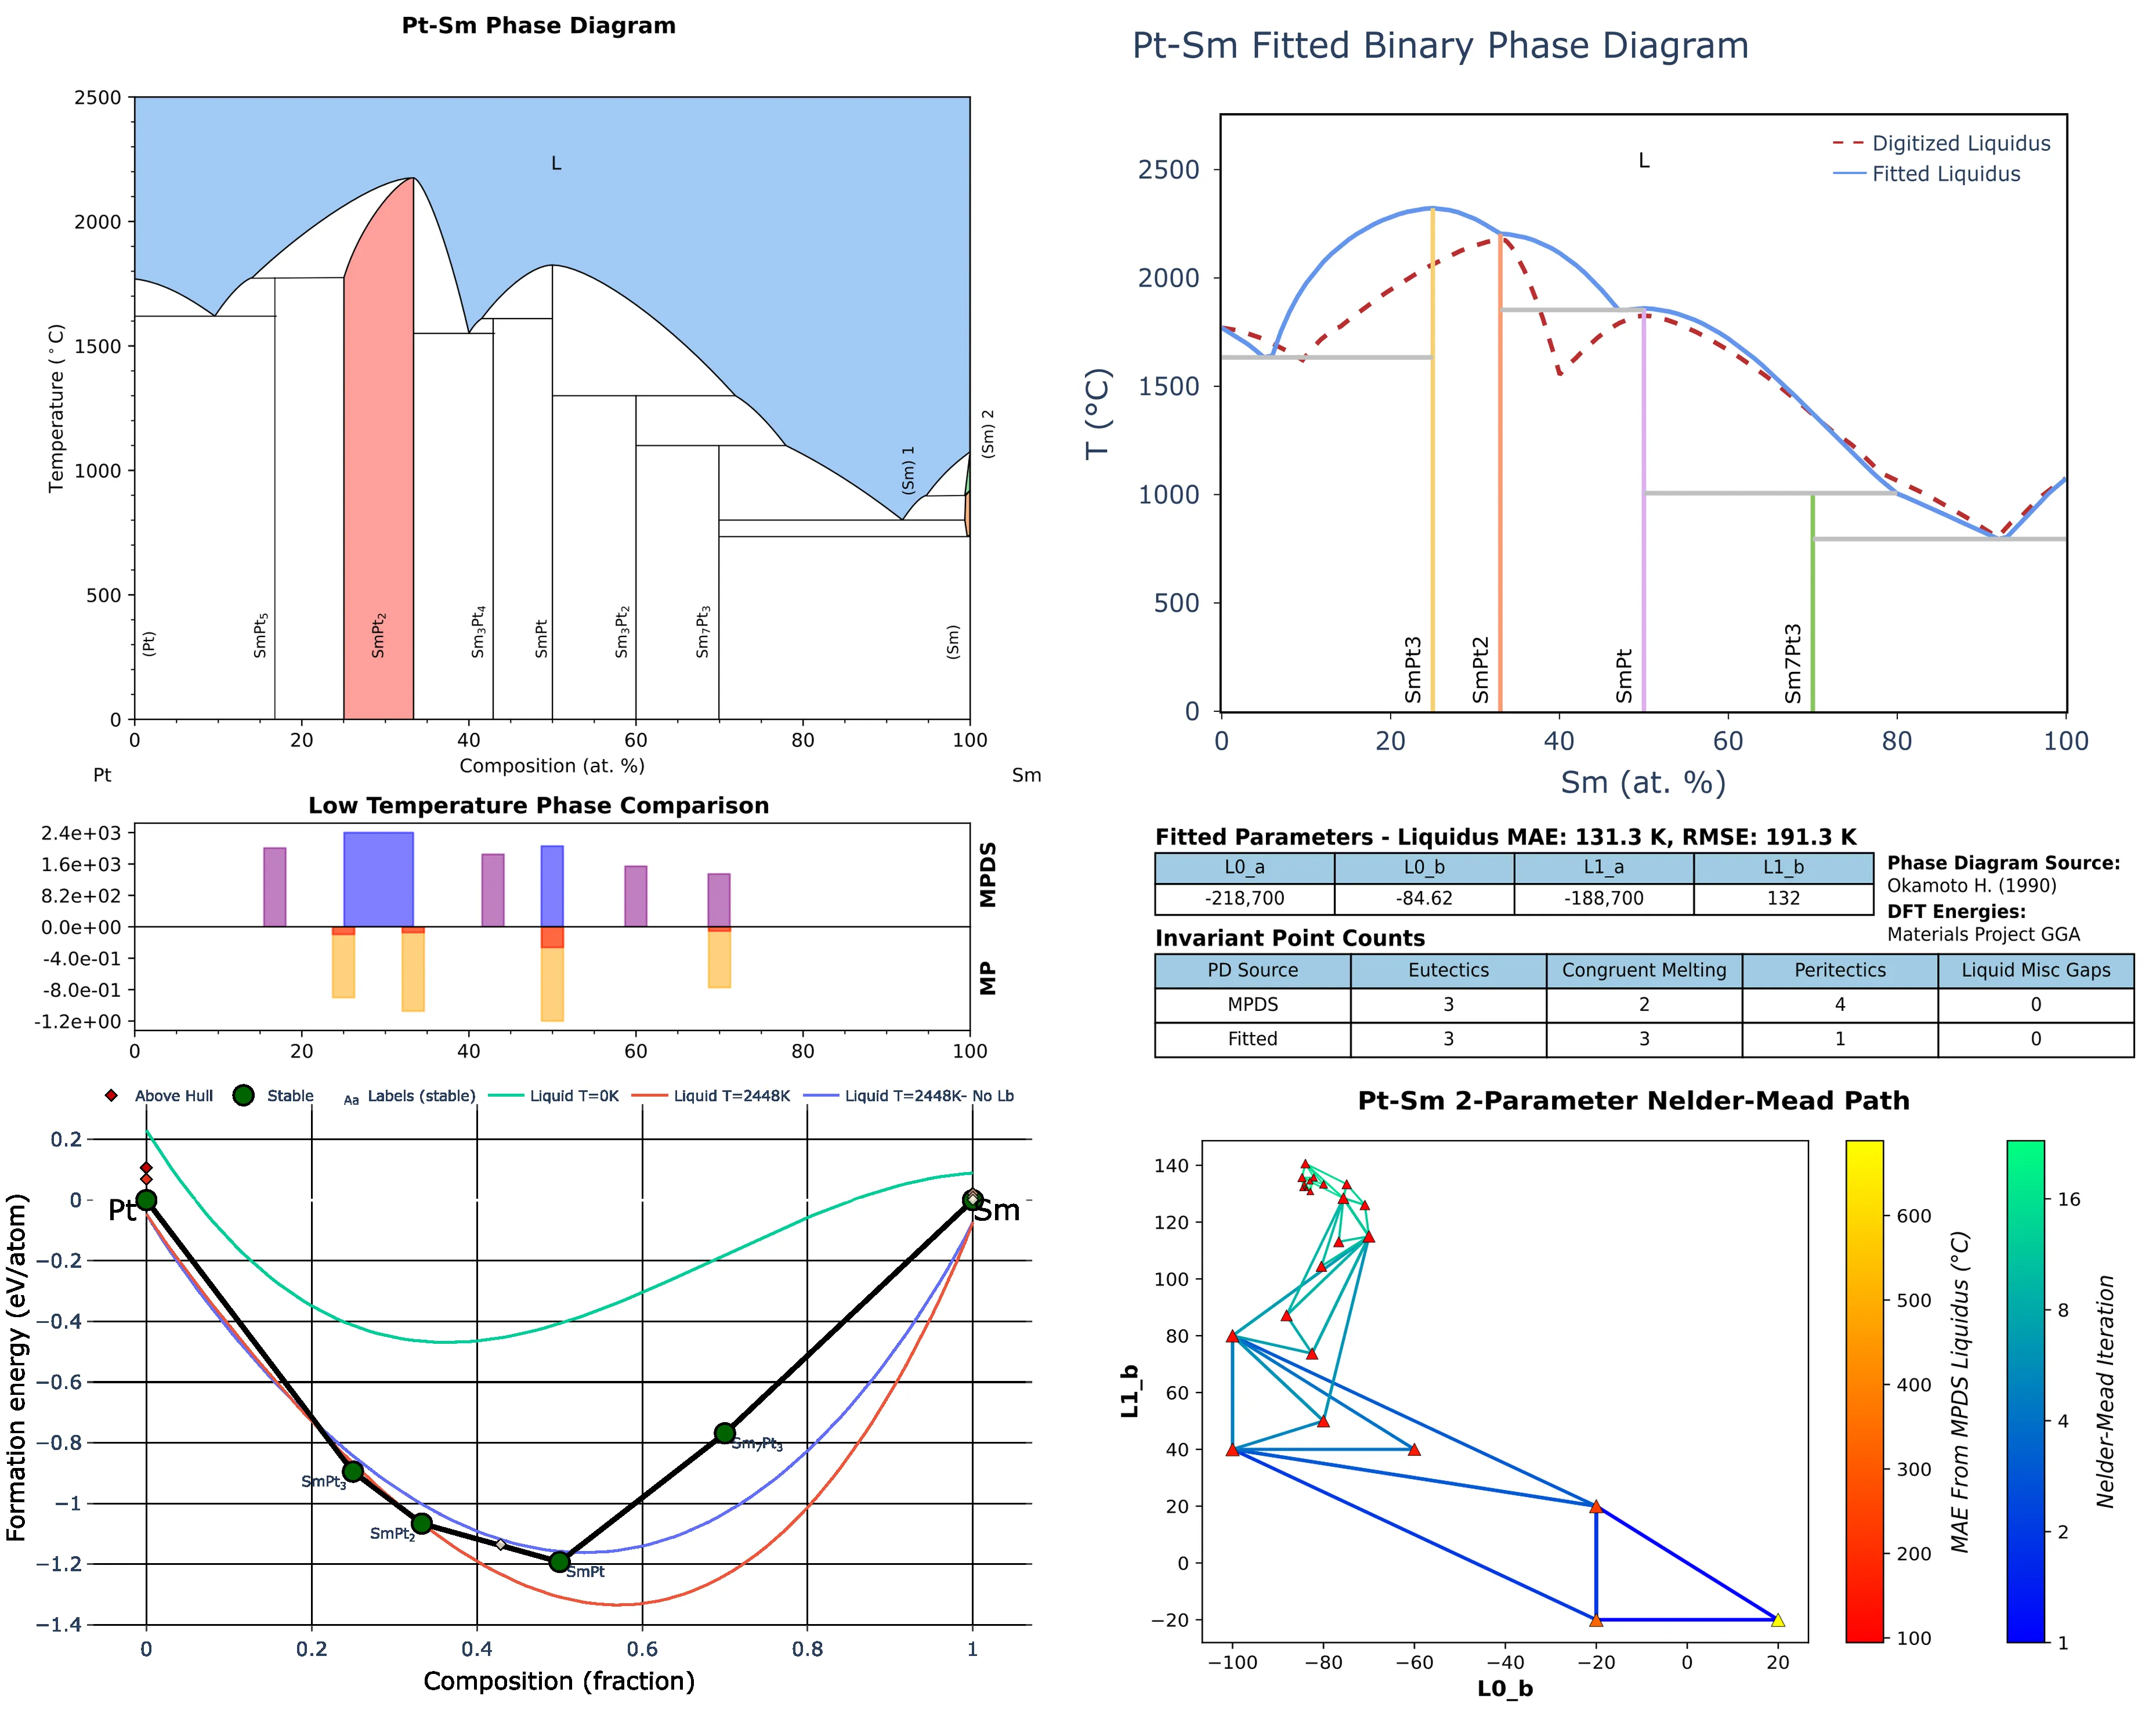 Pt-Sm Phase Diagram
2500
2000
1500
1000
500
0
Temperature (°C)
L
(Pt)
SmPt5
SmPt2
Sm3Pt4
SmPt
Sm3Pt2
Sm7Pt3
(Sm)
(Sm) 1
(Sm) 2
0 20 40 60 80 100
Composition (at. %)
Pt Sm
Pt-Sm Fitted Binary Phase Diagram
Digitized Liquidus
Fitted Liquidus
L
2500
2000
1500
1000
500
0
T (°C)
SmPt3
SmPt2
SmPt
Sm7Pt3
0 20 40 60 80 100
Sm (at. %)
Low Temperature Phase Comparison
2.4e+03
1.6e+03
8.2e+02
0.0e+00
-4.0e-01
-8.0e-01
-1.2e+00
MPDS
MP
0 20 40 60 80 100
Fitted Parameters - Liquidus MAE: 131.3 K, RMSE: 191.3 K
L0_a L0_b L1_a L1_b
-218,700 -84.62 -188,700 132
Phase Diagram Source:
Okamoto H. (1990)
DFT Energies:
Materials Project GGA
Invariant Point Counts
PD Source Eutectics Congruent Melting Peritectics Liquid Misc Gaps
MPDS 3 2 4 0
Fitted 3 3 1 0
Above Hull Stable Aa Labels (stable) Liquid T=0K Liquid T=2448K Liquid T=2448K- No Lb
0.2
0
−0.2
−0.4
−0.6
−0.8
−1
−1.2
−1.4
Formation energy (eV/atom)
Pt
Sm
SmPt3
SmPt2
SmPt
Sm7Pt3
0 0.2 0.4 0.6 0.8 1
Composition (fraction)
Pt-Sm 2-Parameter Nelder-Mead Path
140
120
100
80
60
40
20
0
−20
L1_b
−100 −80 −60 −40 −20 0 20
L0_b
600
500
400
300
200
100
MAE From MPDS Liquidus (°C)
16
8
4
2
1
Nelder-Mead Iteration